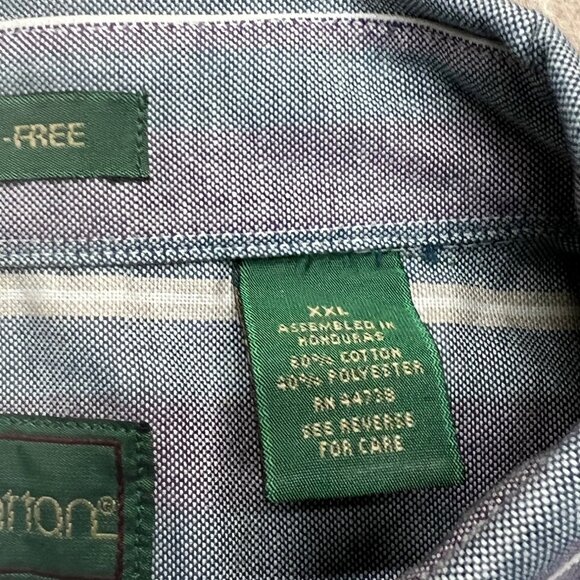 -FREE
XXL
ASSEMBLED IN
HONDURAS
60% COTTON
40% POLYESTER
RN 44738
SEE REVERSE
FOR CARE